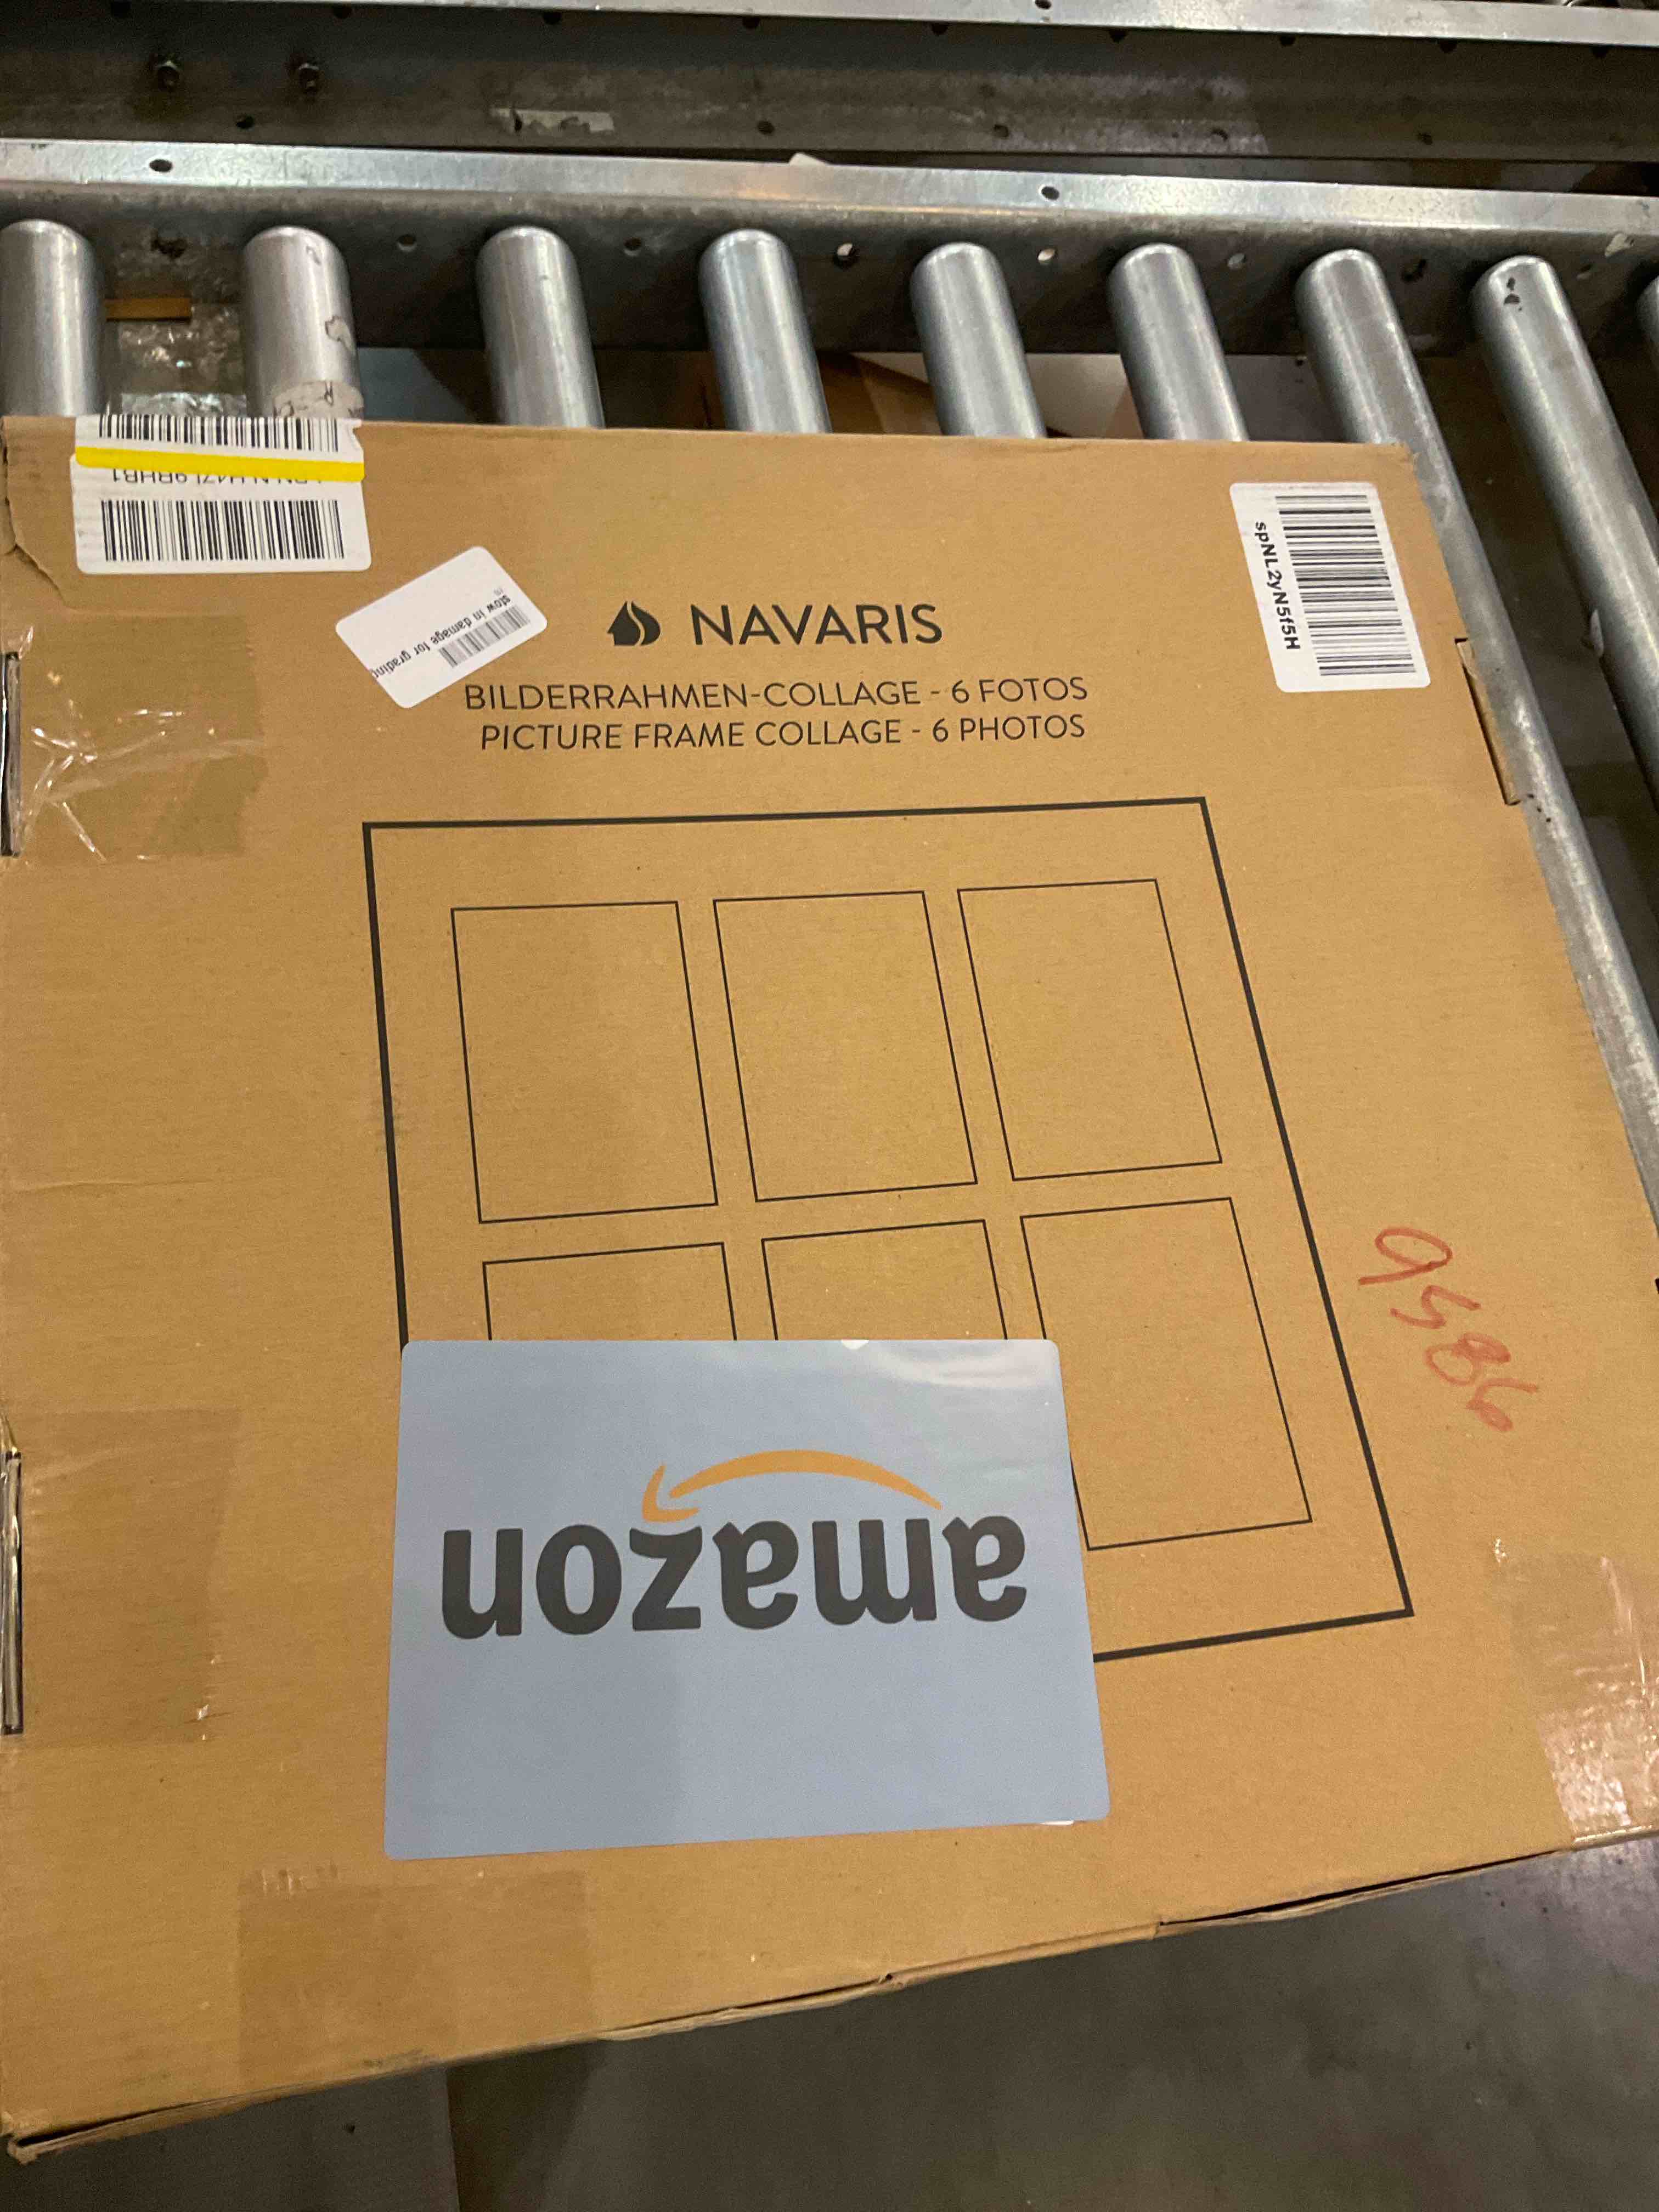 spNL2yN5f5H
stow in damage for grading
NAVARIS
BILDERRAHMEN-COLLAGE - 6 FOTOS
PICTURE FRAME COLLAGE - 6 PHOTOS
9586
amazon